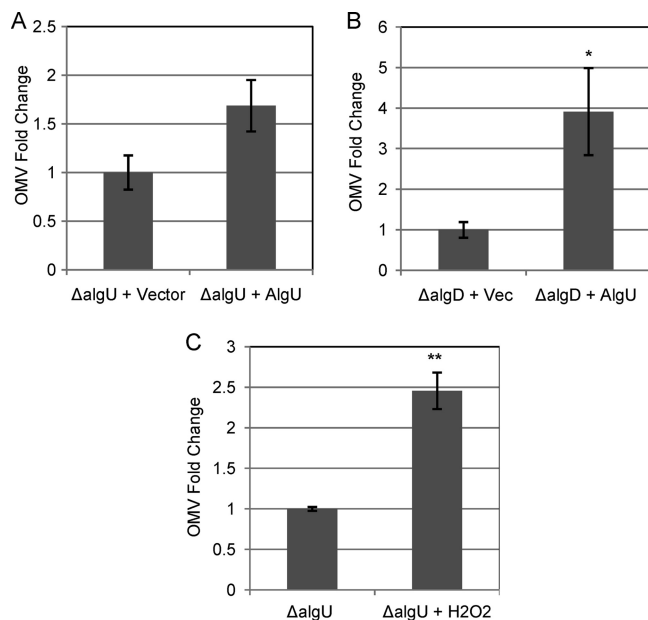 A
OMV Fold Change
2.5
2
1.5
1
0.5
0
ΔalgU + Vector
ΔalgU + AlgU
B
OMV Fold Change
6
5
4
3
2
1
0
*
ΔalgD + Vec
ΔalgD + AlgU
C
OMV Fold Change
3
2.5
2
1.5
1
0.5
0
**
ΔalgU
ΔalgU + H2O2